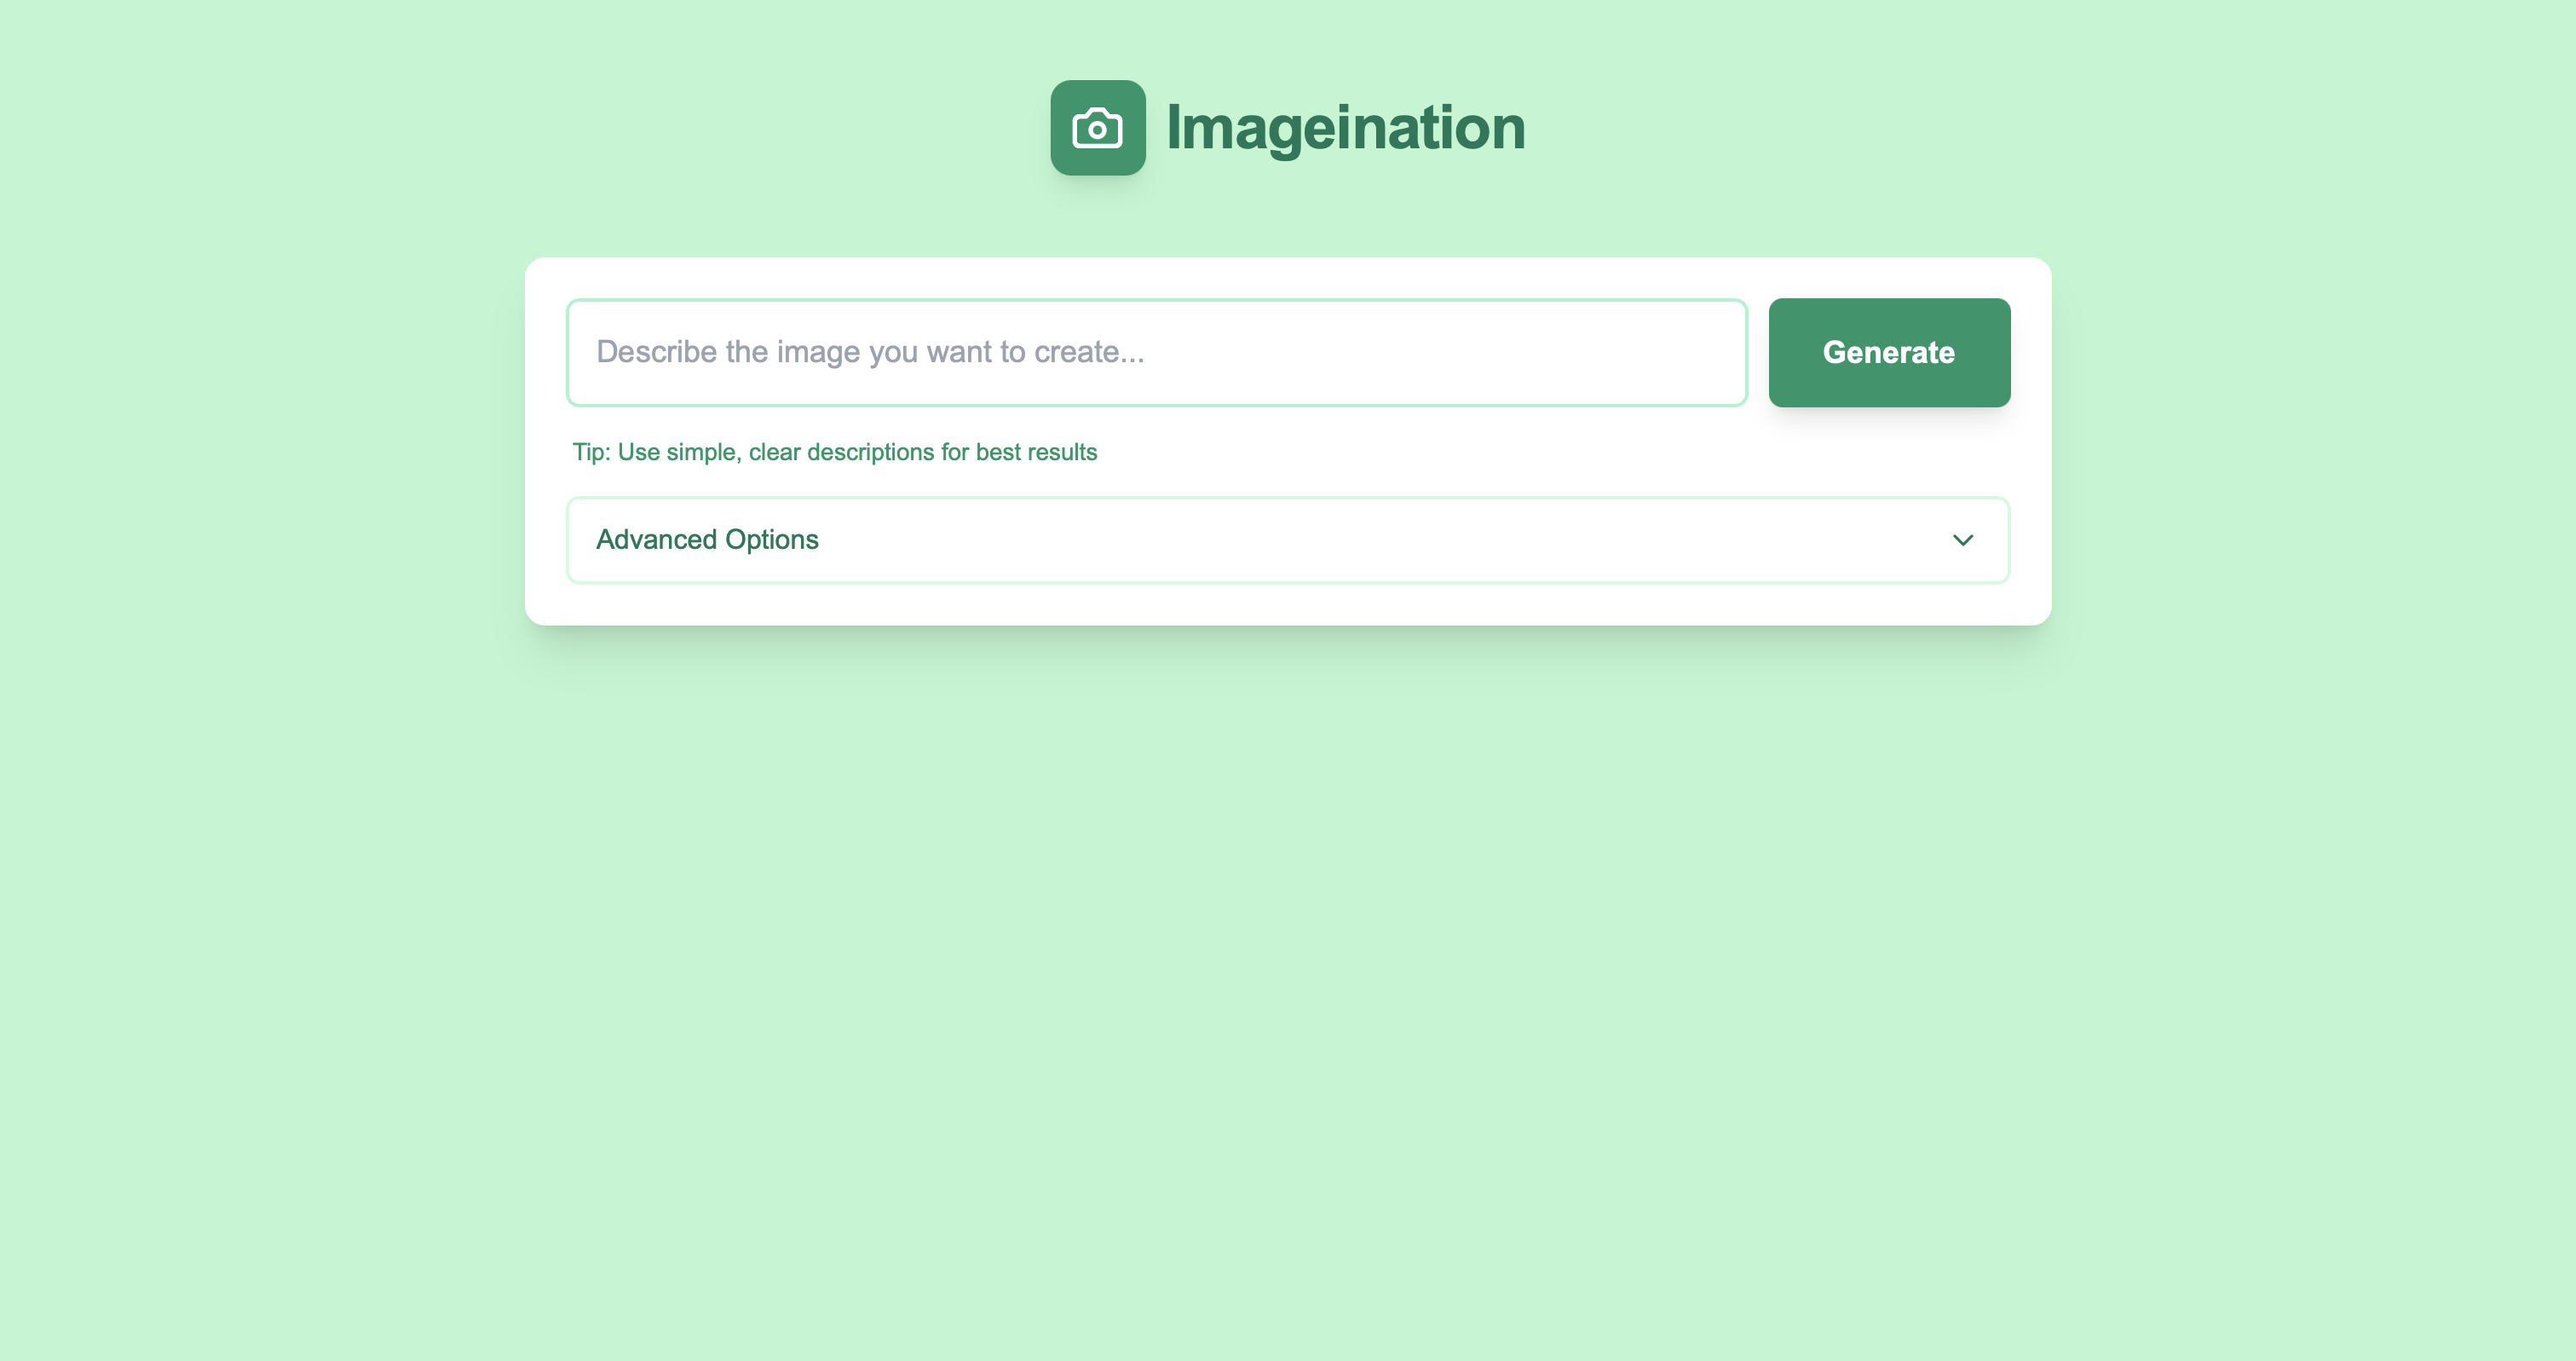 Imageination
Describe the image you want to create...
Generate
Tip: Use simple, clear descriptions for best results
Advanced Options